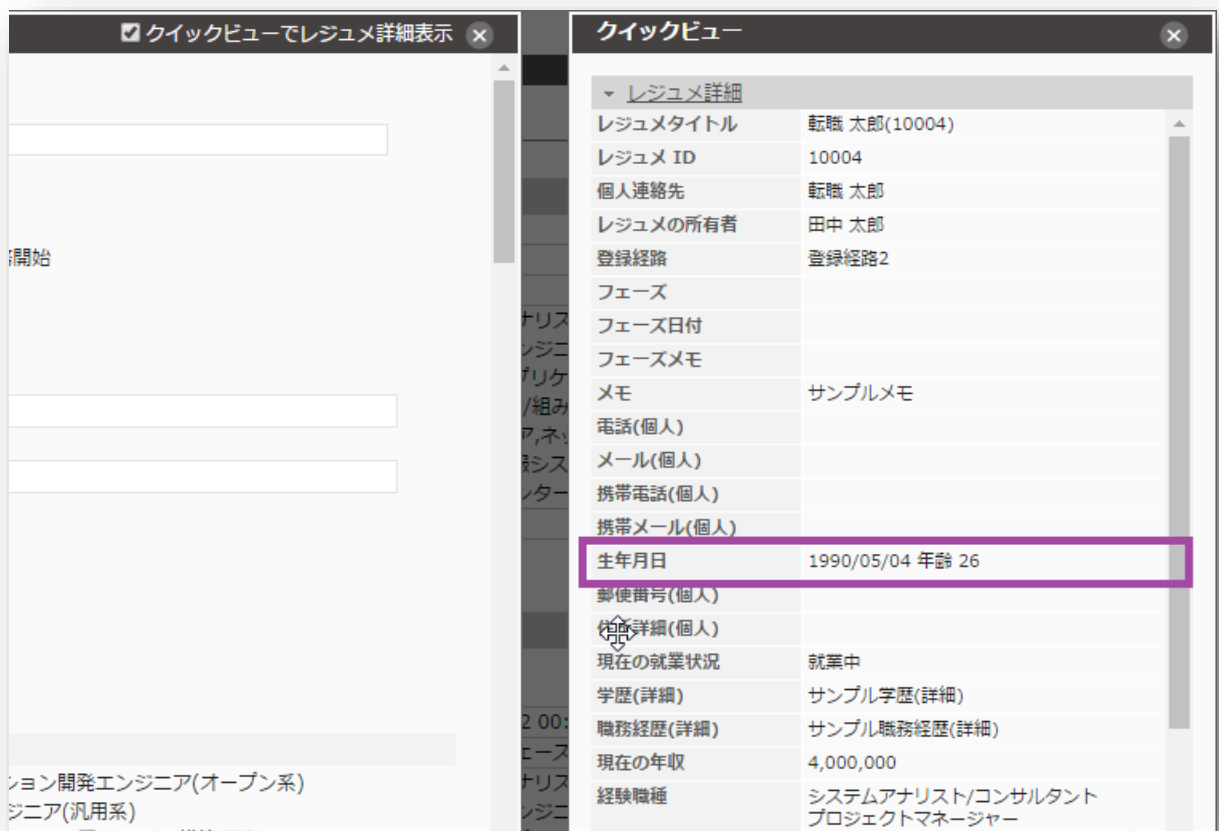 クイックビューでレジュメ詳細表示
開始
ション開発エンジニア(オープン系)
ジニア(汎用系)
ナリス
ンジニ
プリケ
/組み
ア,ネッ
シス
ンター
2 00:
ェース
ナリス
ンジニ
クイックビュー
レジュメ詳細
レジュメタイトル 転職 太郎(10004)
レジュメ ID 10004
個人連絡先 転職 太郎
レジュメの所有者 田中 太郎
登録経路 登録経路2
フェーズ
フェーズ日付
フェーズメモ
メモ サンプルメモ
電話(個人)
メール(個人)
携帯電話(個人)
携帯メール(個人)
生年月日 1990/05/04 年齢 26
郵便番号(個人)
詳細(個人)
現在の就業状況 就業中
学歴(詳細) サンプル学歴(詳細)
職務経歴(詳細) サンプル職務経歴(詳細)
現在の年収 4,000,000
経験職種 システムアナリスト/コンサルタント
プロジェクトマネージャー